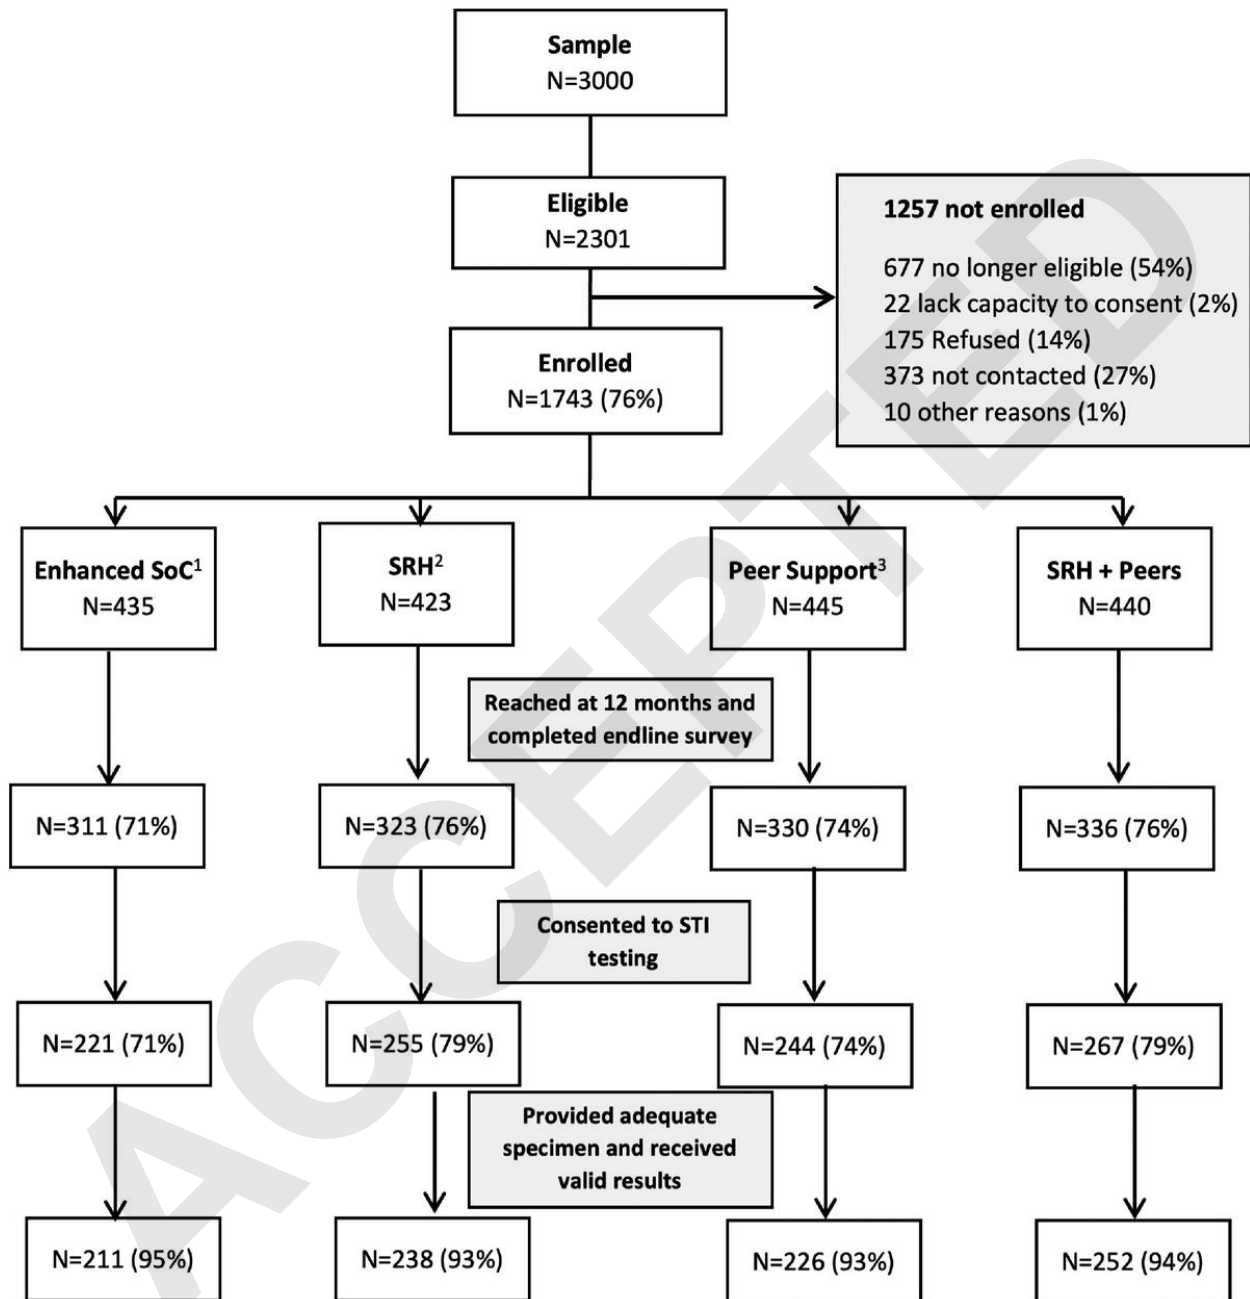 Sample
N=3000
Eligible
N=2301
1257 not enrolled
677 no longer eligible (54%)
22 lack capacity to consent (2%)
175 Refused (14%)
373 not contacted (27%)
10 other reasons (1%)
Enrolled
N=1743 (76%)
Enhanced SoC1
N=435
SRH2
N=423
Peer Support3
N=445
SRH + Peers
N=440
Reached at 12 months and
completed endline survey
N=311 (71%)
N=323 (76%)
N=330 (74%)
N=336 (76%)
Consented to STI
testing
N=221 (71%)
N=255 (79%)
N=244 (74%)
N=267 (79%)
Provided adequate
specimen and received
valid results
N=211 (95%)
N=238 (93%)
N=226 (93%)
N=252 (94%)
ACCEPTED